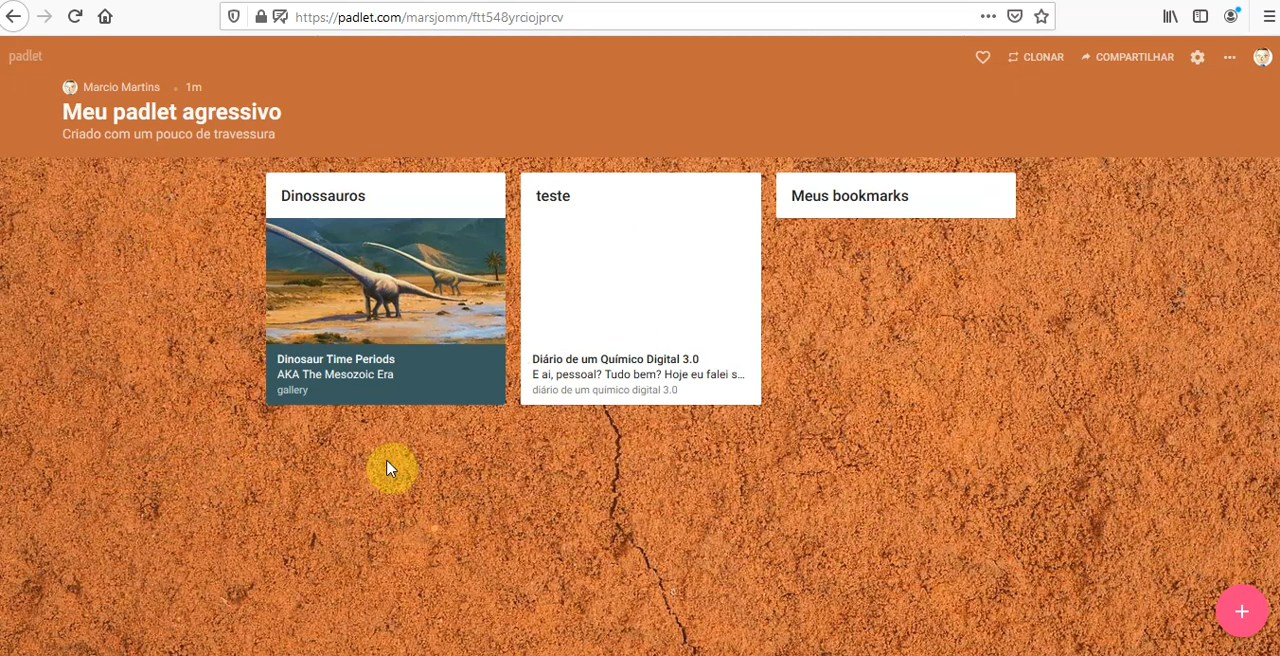 https://padlet.com/marsjomm/ftt548yrciojprcv
padlet
CLONAR
COMPARTILHAR
Marcio Martins • 1m
Meu padlet agressivo
Criado com um pouco de travessura
Dinossauros
Dinosaur Time Periods
AKA The Mesozoic Era
gallery
teste
Diário de um Químico Digital 3.0
E ai, pessoal? Tudo bem? Hoje eu falei s...
diário de um químico digital 3.0
Meus bookmarks